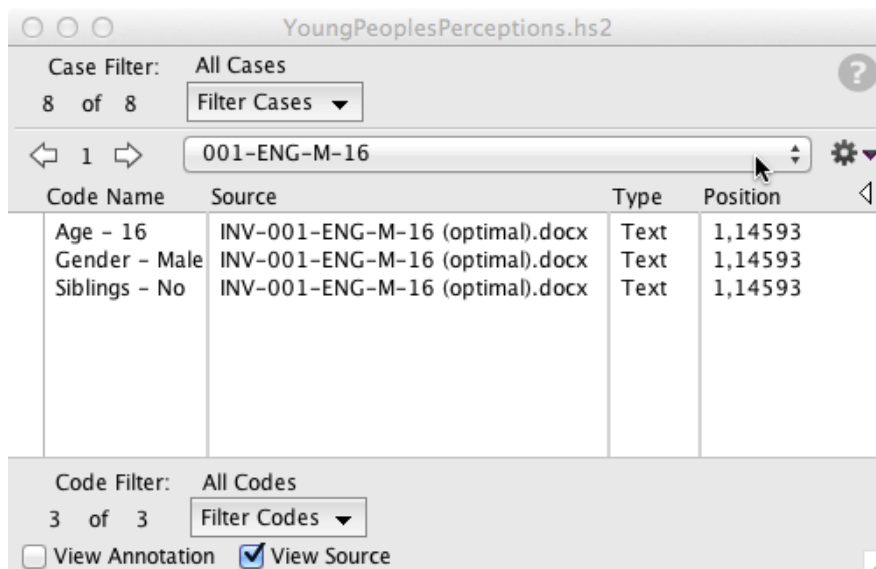 YoungPeoplesPerceptions.hs2
Case Filter: All Cases
8 of 8 Filter Cases
?
1 001-ENG-M-16
Code Name Source Type Position
Age – 16 INV-001-ENG-M-16 (optimal).docx Text 1,14593
Gender – Male INV-001-ENG-M-16 (optimal).docx Text 1,14593
Siblings – No INV-001-ENG-M-16 (optimal).docx Text 1,14593
Code Filter: All Codes
3 of 3 Filter Codes
View Annotation View Source